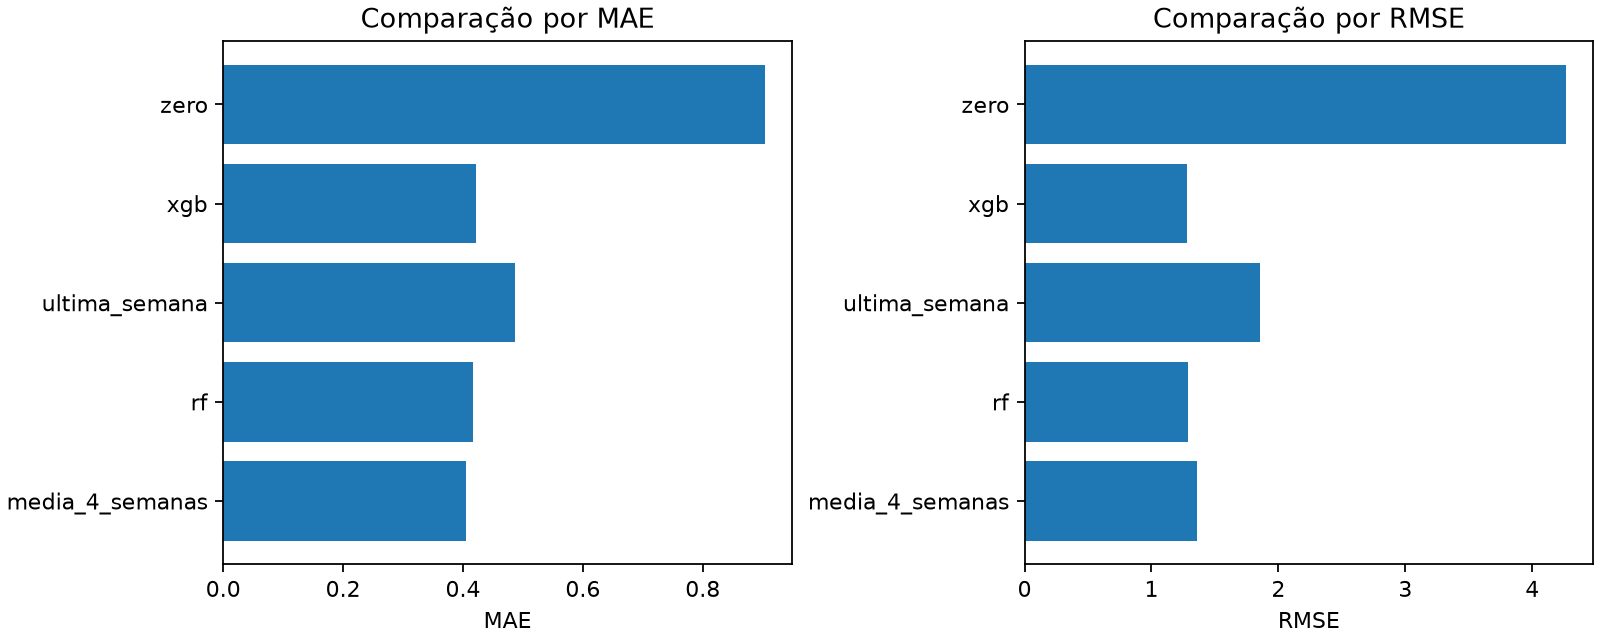 Comparação por MAE
zero
xgb
ultima_semana
rf
media_4_semanas
0.0 0.2 0.4 0.6 0.8
MAE
Comparação por RMSE
zero
xgb
ultima_semana
rf
media_4_semanas
0 1 2 3 4
RMSE